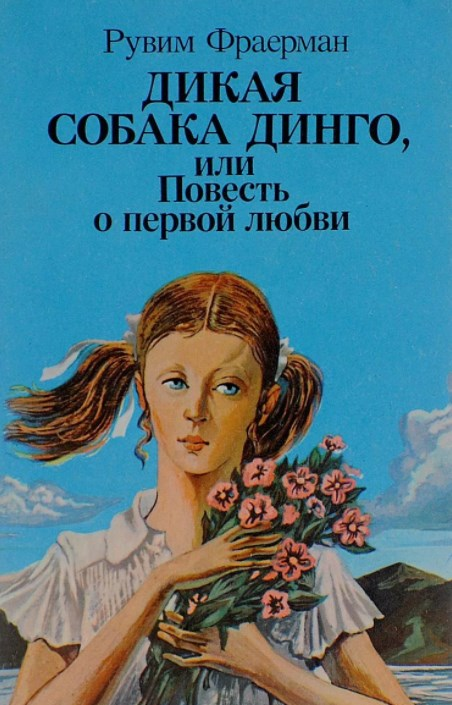 Рувим Фраерман
ДИКАЯ
СОБАКА ДИНГО,
или
Повесть
о первой любви